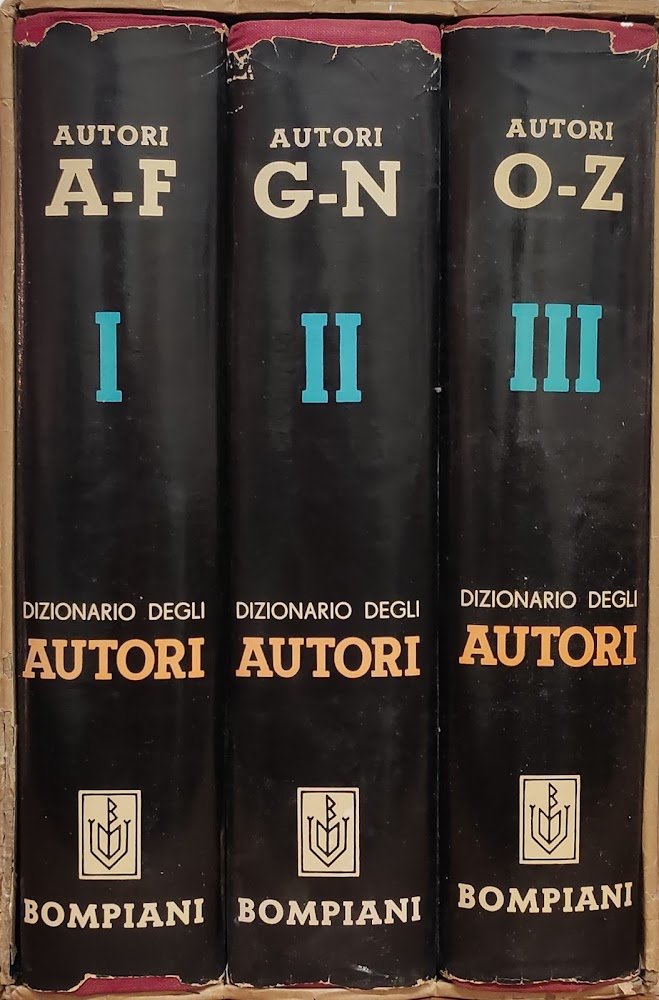 AUTORI
A-F
I
DIZIONARIO DEGLI
AUTORI
B
BOMPIANI
AUTORI
G-N
II
DIZIONARIO DEGLI
AUTORI
B
BOMPIANI
AUTORI
O-Z
III
DIZIONARIO DEGLI
AUTORI
B
BOMPIANI